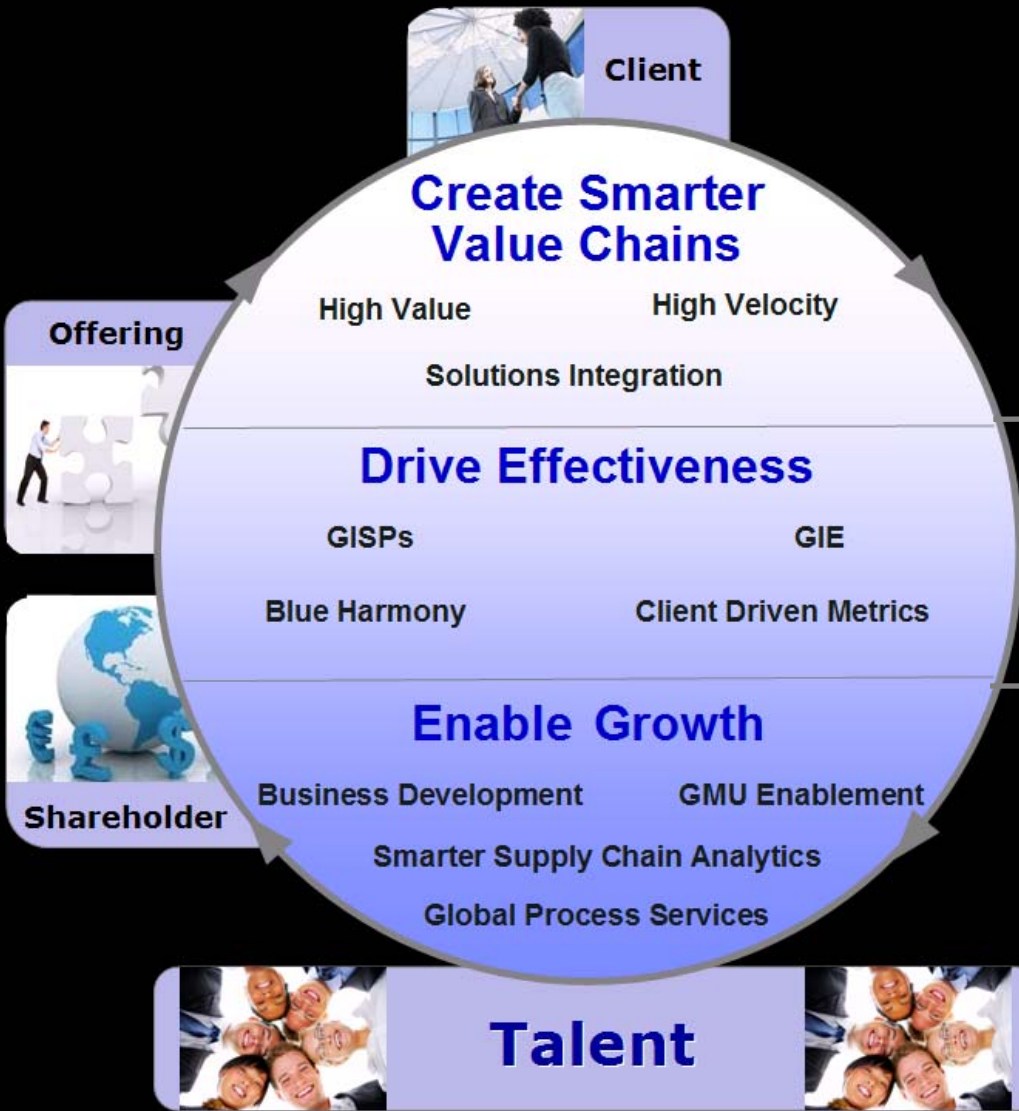 Client
Create Smarter
Value Chains
High Value
High Velocity
Solutions Integration
Offering
Drive Effectiveness
GISPs
GIE
Blue Harmony
Client Driven Metrics
Enable Growth
Business Development
GMU Enablement
Shareholder
Smarter Supply Chain Analytics
Global Process Services
Talent